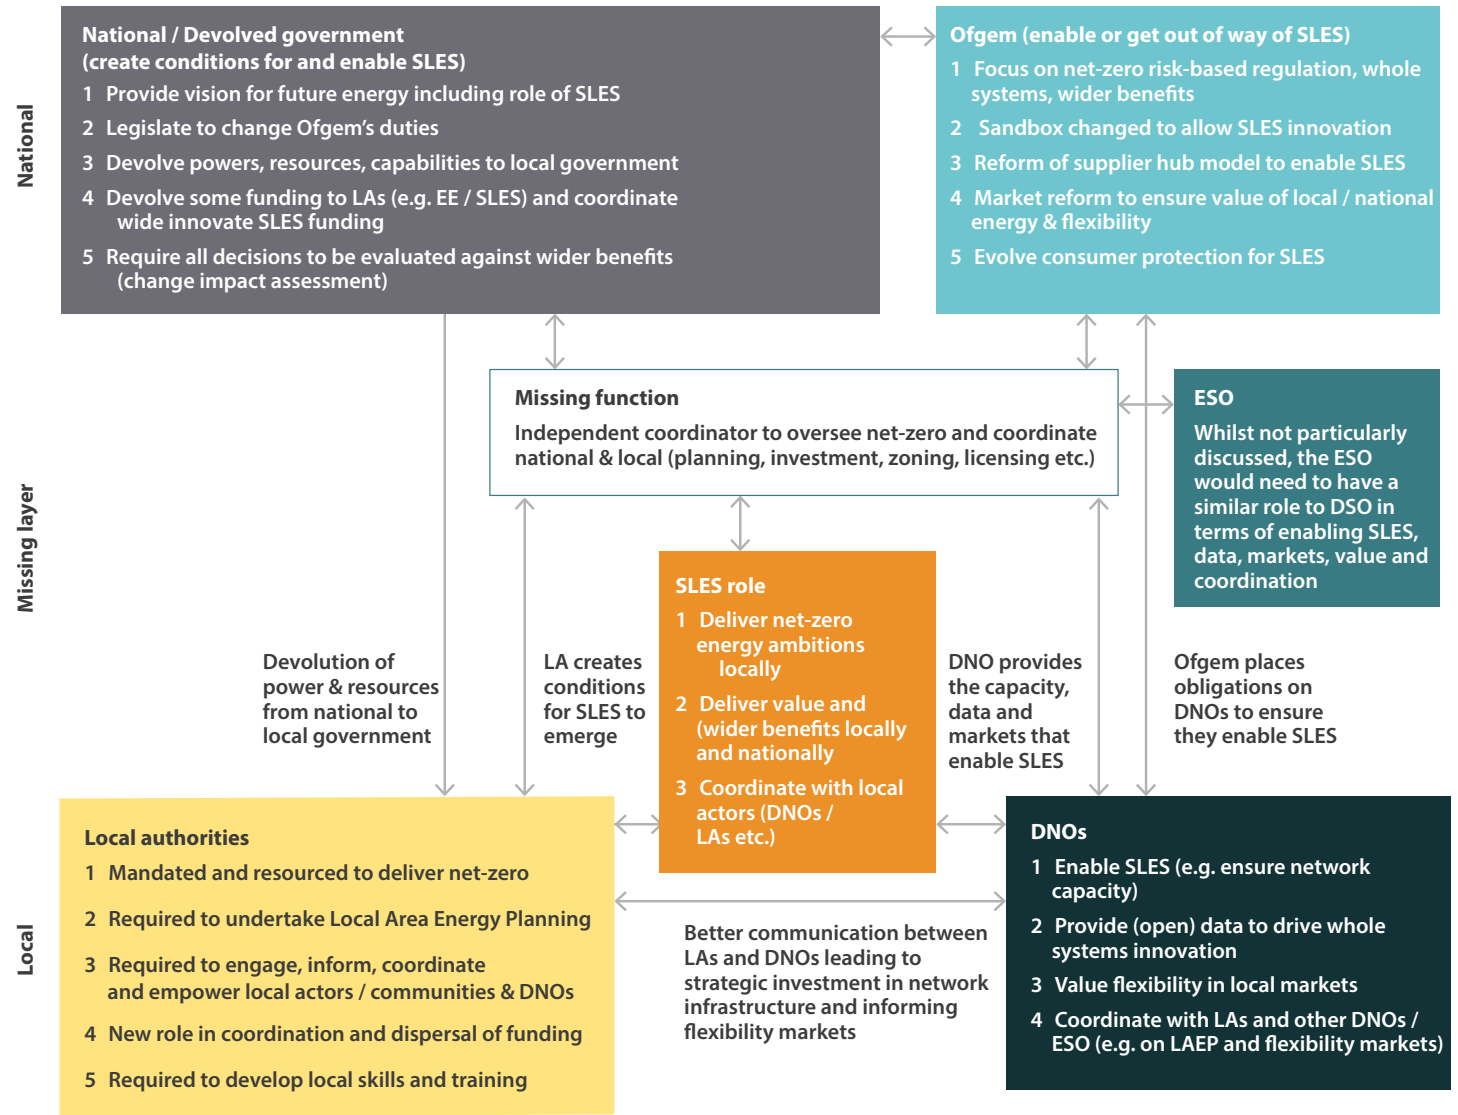 National
National / Devolved government
(create conditions for and enable SLES)
1 Provide vision for future energy including role of SLES
2 Legislate to change Ofgem's duties
3 Devolve powers, resources, capabilities to local government
4 Devolve some funding to LAs (e.g. EE / SLES) and coordinate
wide innovate SLES funding
5 Require all decisions to be evaluated against wider benefits
(change impact assessment)
Ofgem (enable or get out of way of SLES)
1 Focus on net-zero risk-based regulation, whole
systems, wider benefits
2 Sandbox changed to allow SLES innovation
3 Reform of supplier hub model to enable SLES
4 Market reform to ensure value of local / national
energy & flexibility
5 Evolve consumer protection for SLES
Missing layer
Missing function
Independent coordinator to oversee net-zero and coordinate
national & local (planning, investment, zoning, licensing etc.)
ESO
Whilst not particularly
discussed, the ESO
would need to have a
similar role to DSO in
terms of enabling SLES,
data, markets, value and
coordination
Devolution of
power & resources
from national to
local government
LA creates
conditions
for SLES to
emerge
SLES role
1 Deliver net-zero
energy ambitions
locally
2 Deliver value and
(wider benefits locally
and nationally
3 Coordinate with local
actors (DNOs /
LAs etc.)
DNO provides
the capacity,
data and
markets that
enable SLES
Ofgem places
obligations on
DNOs to ensure
they enable SLES
Local
Local authorities
1 Mandated and resourced to deliver net-zero
2 Required to undertake Local Area Energy Planning
3 Required to engage, inform, coordinate
and empower local actors / communities & DNOs
4 New role in coordination and dispersal of funding
5 Required to develop local skills and training
Better communication between
LAs and DNOs leading to
strategic investment in network
infrastructure and informing
flexibility markets
DNOs
1 Enable SLES (e.g. ensure network
capacity)
2 Provide (open) data to drive whole
systems innovation
3 Value flexibility in local markets
4 Coordinate with LAs and other DNOs /
ESO (e.g. on LAEP and flexibility markets)